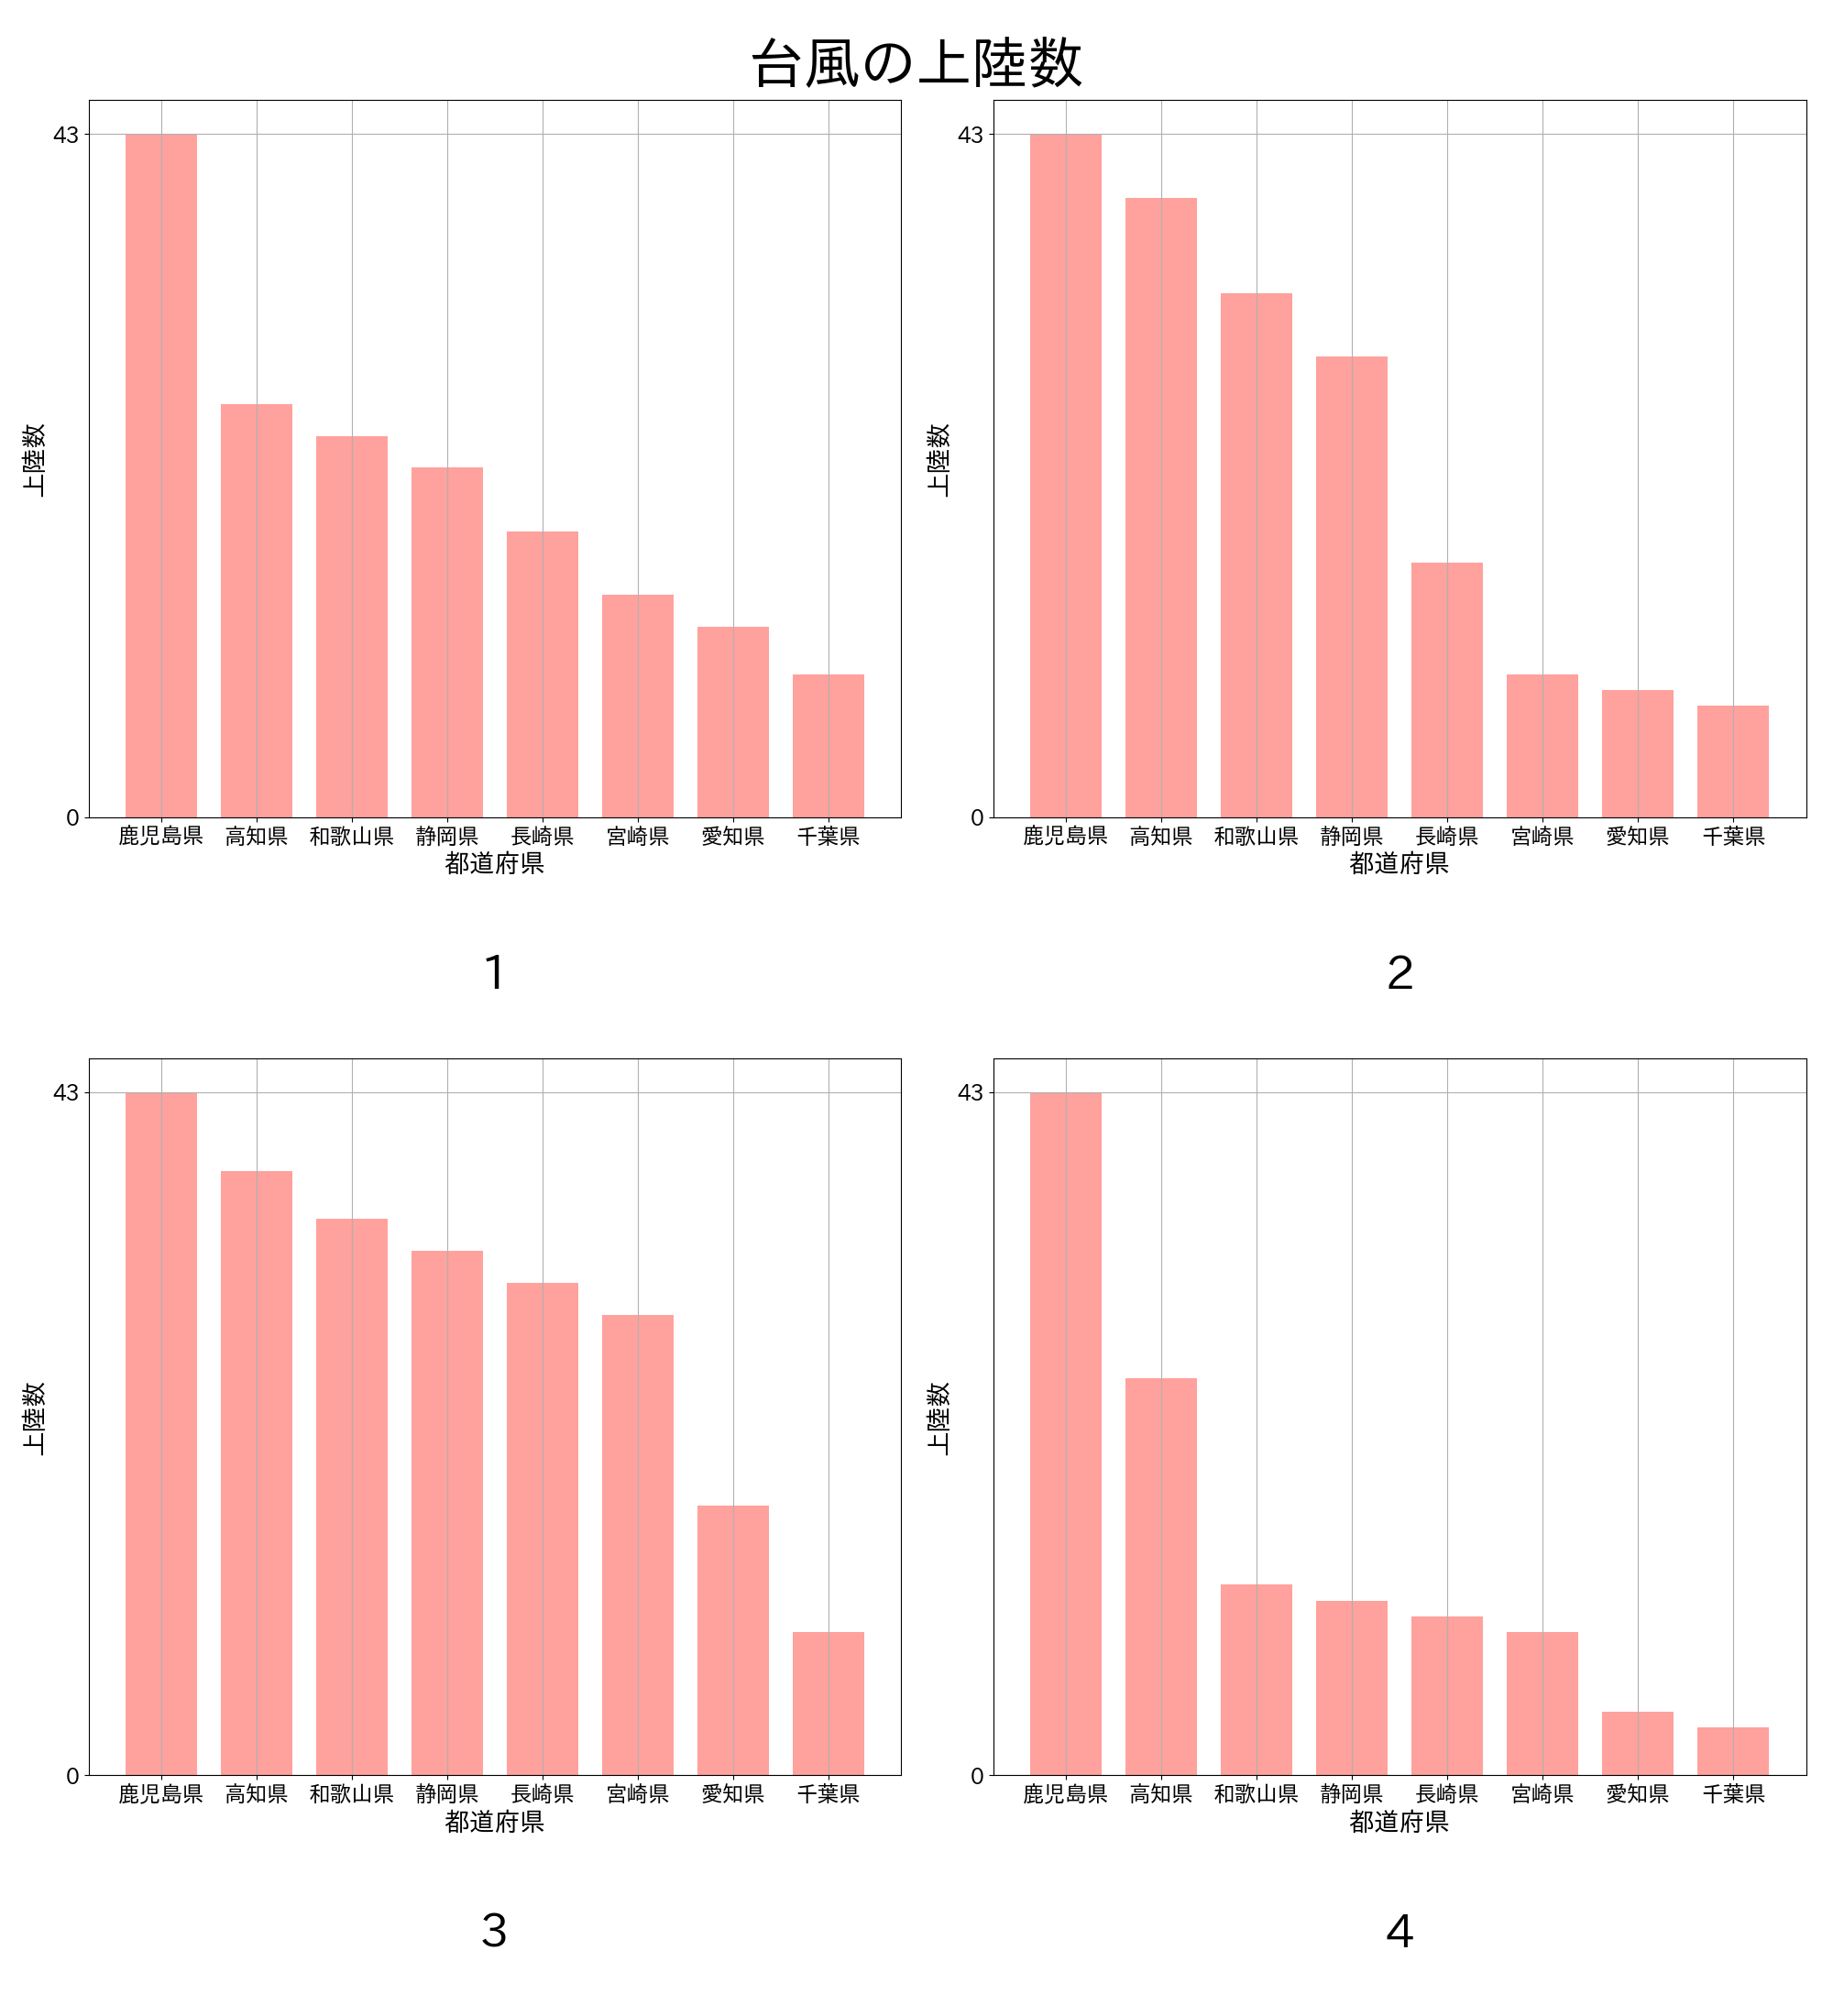 台風の上陸数
43
0
上陸数
鹿児島県 高知県 和歌山県 静岡県 長崎県 宮崎県 愛知県 千葉県
都道府県
1
43
0
上陸数
鹿児島県 高知県 和歌山県 静岡県 長崎県 宮崎県 愛知県 千葉県
都道府県
2
43
0
上陸数
鹿児島県 高知県 和歌山県 静岡県 長崎県 宮崎県 愛知県 千葉県
都道府県
3
43
0
上陸数
鹿児島県 高知県 和歌山県 静岡県 長崎県 宮崎県 愛知県 千葉県
都道府県
4